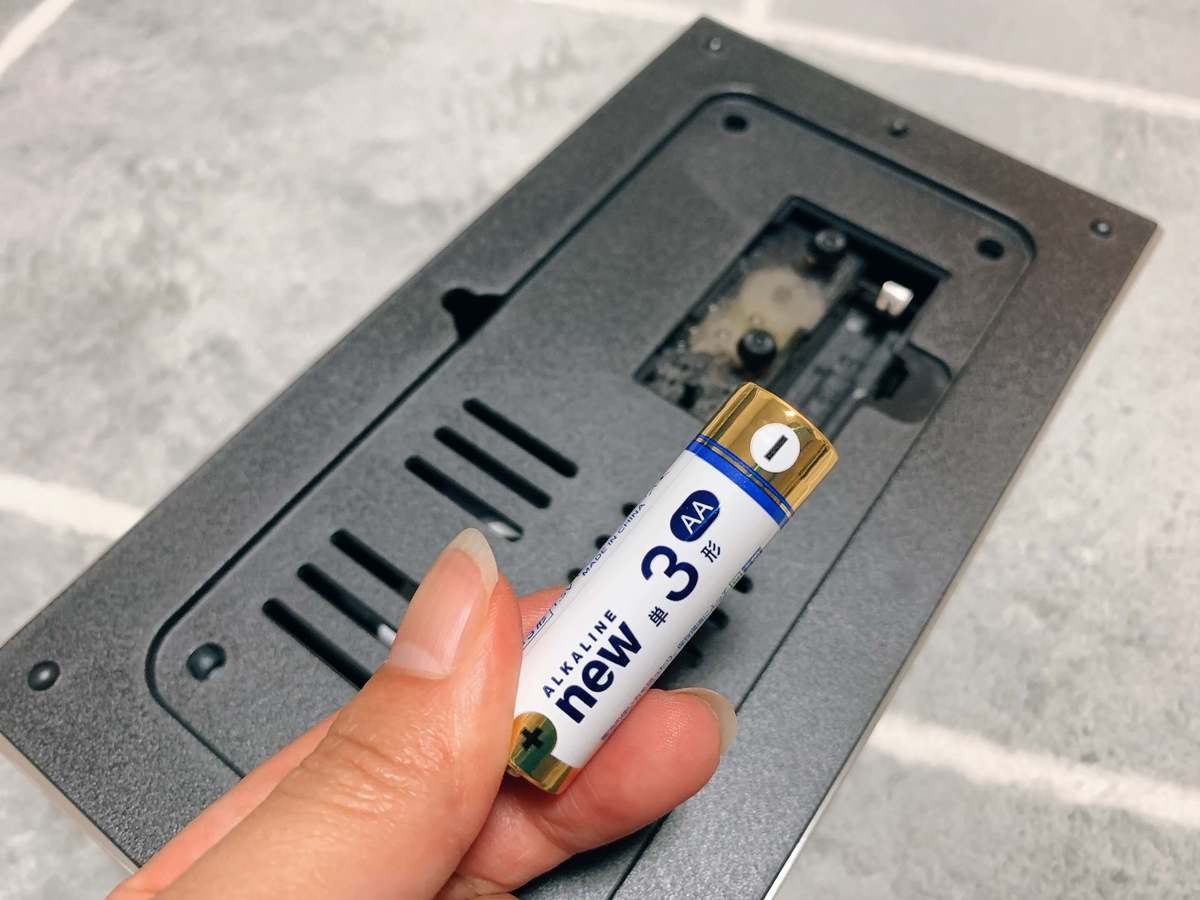 AA
単3形
ALKALINE
new
MADE IN CHINA
+
-